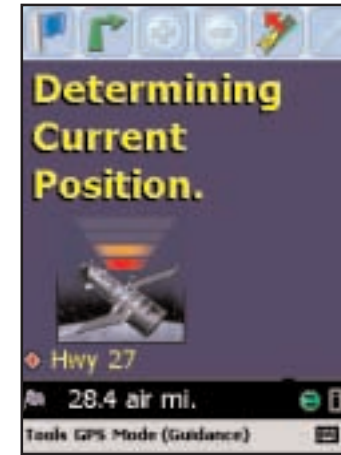 Determining
Current
Position.
Hwy 27
28.4 air mi.
Tools GPS Mode (Guidance)